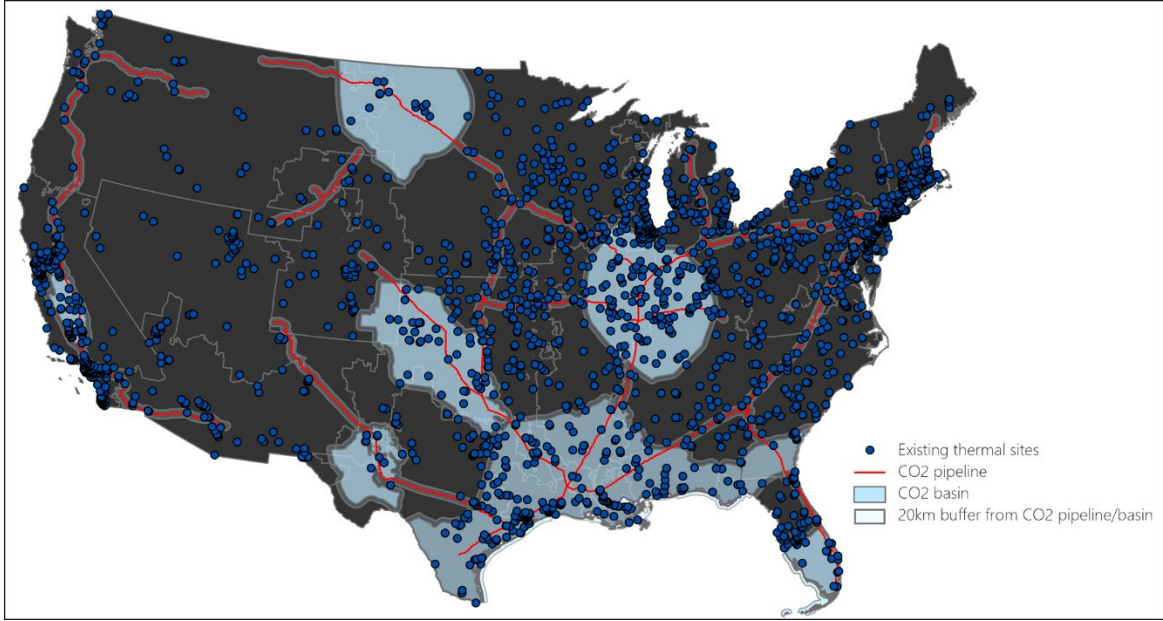 Existing thermal sites
CO2 pipeline
CO2 basin
20km buffer from CO2 pipeline/basin